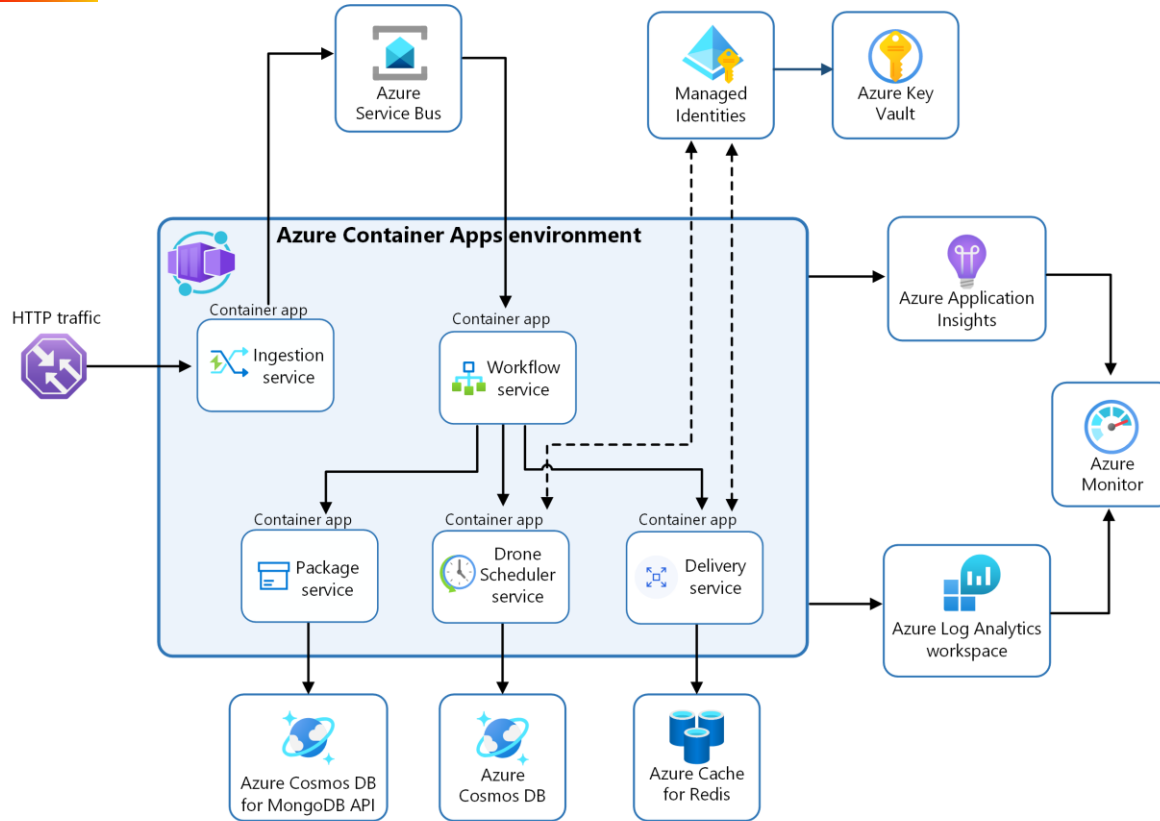 Azure
Service Bus
Managed
Identities
Azure Key
Vault
Azure Container Apps environment
HTTP traffic
Container app
Ingestion
service
Container app
Workflow
service
Azure Application
Insights
Azure
Monitor
Container app
Package
service
Container app
Drone
Scheduler
service
Container app
Delivery
service
Azure Log Analytics
workspace
Azure Cosmos DB
for MongoDB API
Azure
Cosmos DB
Azure Cache
for Redis